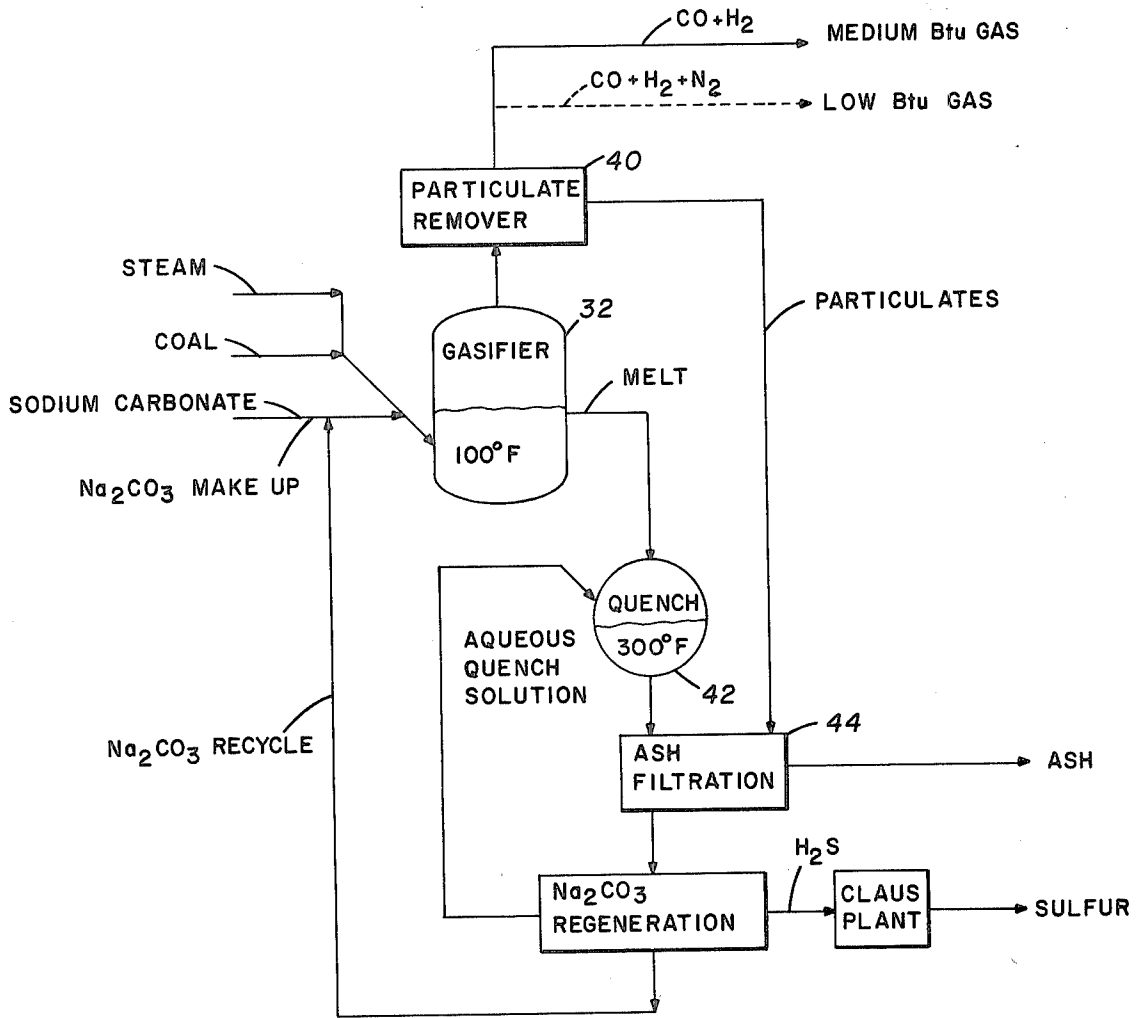 CO+H2
MEDIUM Btu GAS
CO+H2+N2
LOW Btu GAS
40
PARTICULATE
REMOVER
STEAM
32
PARTICULATES
COAL
GASIFIER
MELT
SODIUM CARBONATE
100°F
Na2CO3 MAKE UP
QUENCH
300°F
AQUEOUS
QUENCH
SOLUTION
42
44
Na2CO3 RECYCLE
ASH
FILTRATION
ASH
H2S
Na2CO3
REGENERATION
CLAUS
PLANT
SULFUR